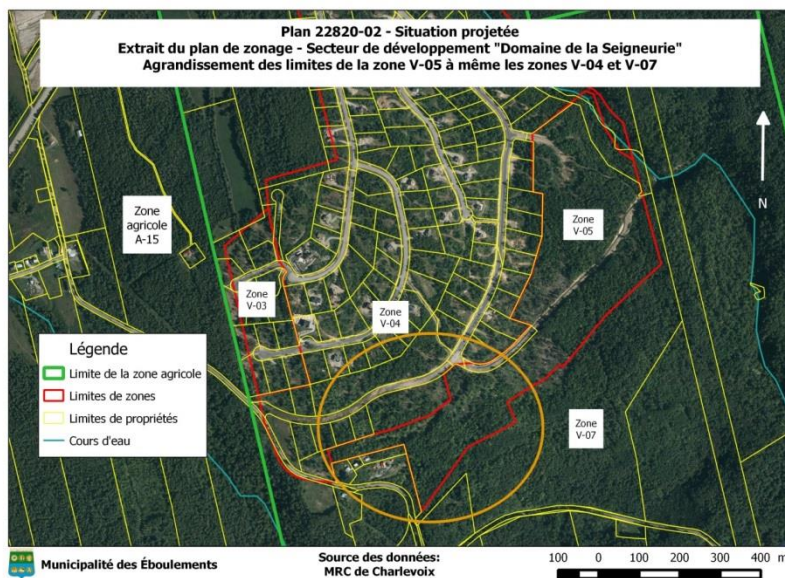 Plan 22820-02 - Situation projetée
Extrait du plan de zonage - Secteur de développement "Domaine de la Seigneurie"
Agrandissement des limites de la zone V-05 à même les zones V-04 et V-07
N
Zone
agricole
A-15
Zone
V-05
Zone
V-03
Zone
V-04
Zone
V-07
Légende
Limite de la zone agricole
Limites de zones
Limites de propriétés
Cours d'eau
Municipalité des Éboulements
Source des données:
MRC de Charlevoix
100 0 100 200 300 400 m